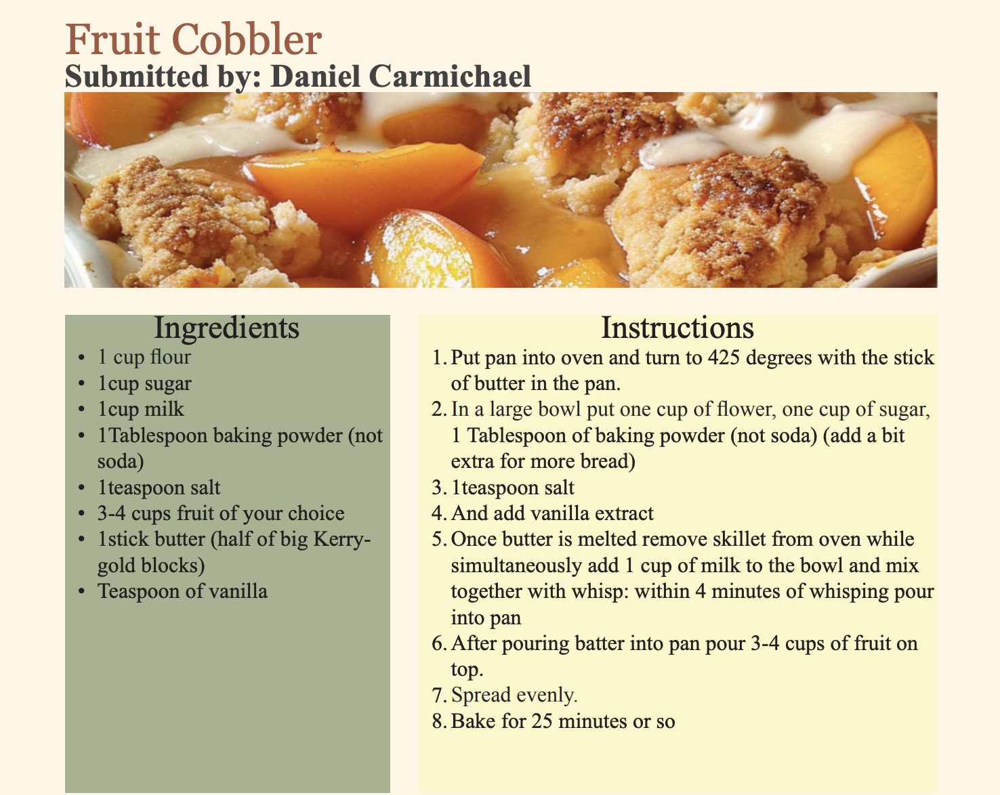 Fruit Cobbler
Submitted by: Daniel Carmichael
Ingredients
• 1 cup flour
• 1cup sugar
• 1cup milk
• 1Tablespoon baking powder (not
soda)
• 1teaspoon salt
• 3-4 cups fruit of your choice
• 1stick butter (half of big Kerry-
gold blocks)
• Teaspoon of vanilla
Instructions
1. Put pan into oven and turn to 425 degrees with the stick
of butter in the pan.
2. In a large bowl put one cup of flower, one cup of sugar,
1 Tablespoon of baking powder (not soda) (add a bit
extra for more bread)
3. 1teaspoon salt
4. And add vanilla extract
5. Once butter is melted remove skillet from oven while
simultaneously add 1 cup of milk to the bowl and mix
together with whisp: within 4 minutes of whisping pour
into pan
6. After pouring batter into pan pour 3-4 cups of fruit on
top.
7. Spread evenly.
8. Bake for 25 minutes or so